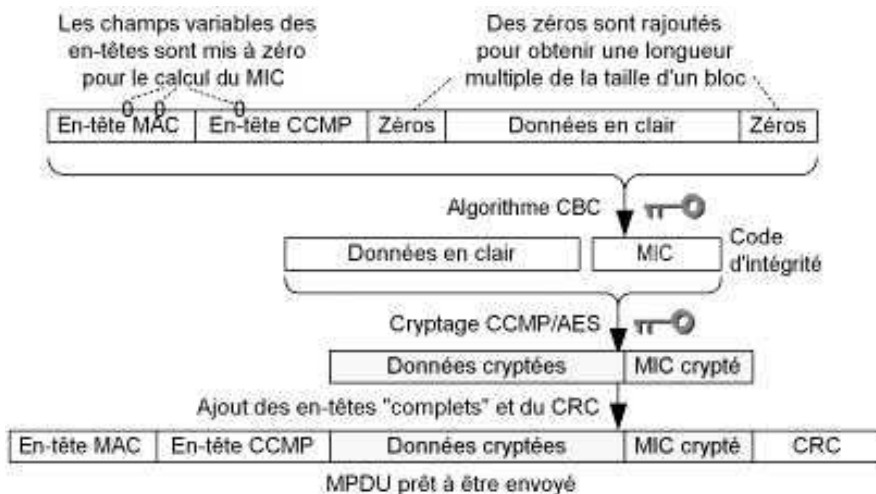 Les champs variables des
en-têtes sont mis à zéro
pour le calcul du MIC
Des zéros sont rajoutés
pour obtenir une longueur
multiple de la taille d'un bloc
0 0 0
En-tête MAC En-tête CCMP Zéros Données en clair Zéros
Algorithme CBC
Données en clair MIC
Code
d'intégrité
Cryptage CCMP/AES
Données cryptées MIC crypté
Ajout des en-têtes "complets" et du CRC
En-tête MAC En-tête CCMP Données cryptées MIC crypté CRC
MPDU prêt à être envoyé